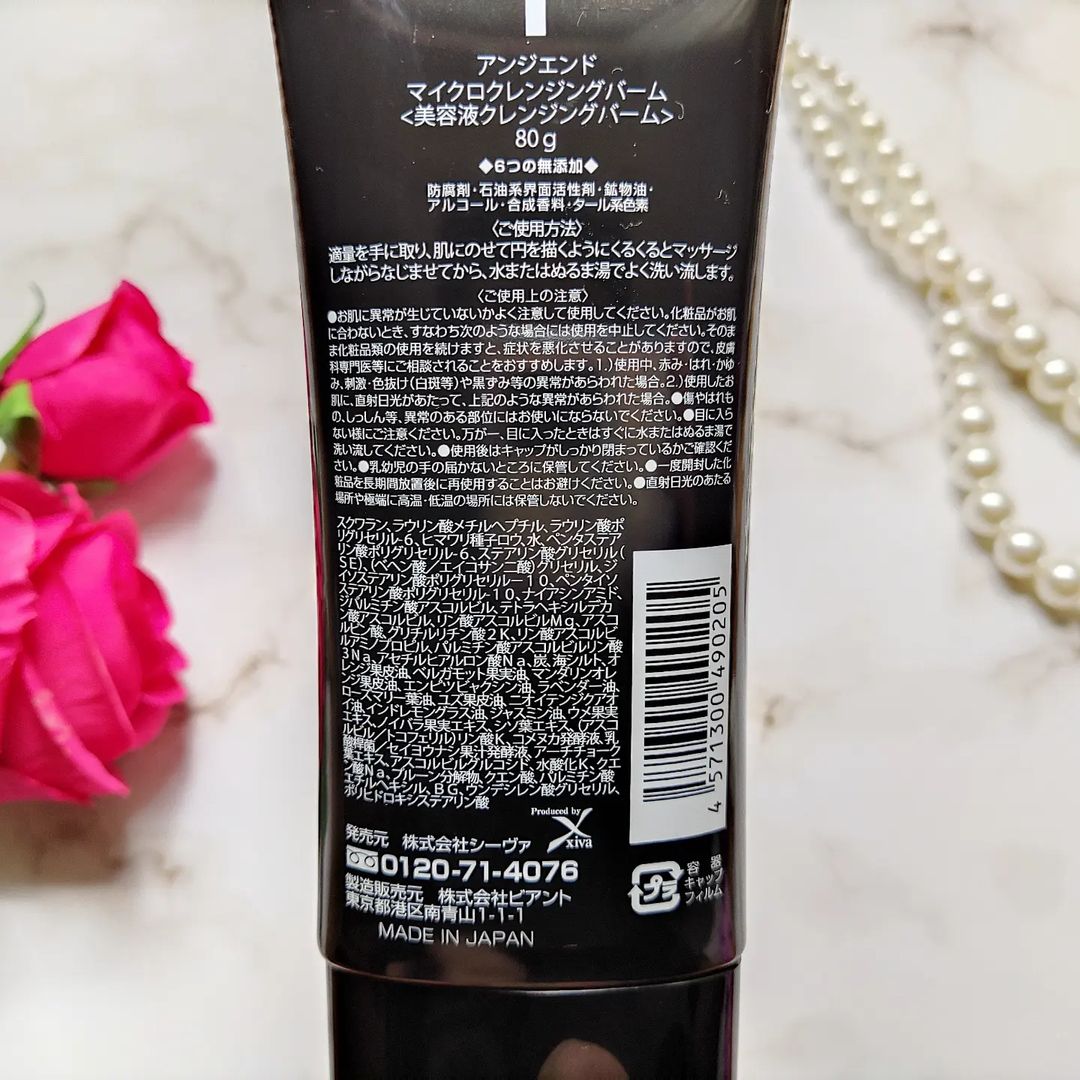 アンジエンド
マイクロクレンジングバーム
<美容液クレンジングバーム>
80g
◆6つの無添加◆
防腐剤・石油系界面活性剤・鉱物油・
アルコール・合成香料・タール系色素
〈ご使用方法〉
適量を手に取り、肌にのせて円を描くようにくるくるとマッサージ
しながらなじませてから、水またはぬるま湯でよく洗い流します。
〈ご使用上の注意〉
●お肌に異常が生じていないかよく注意して使用してください。化粧品がお肌
に合わないとき、すなわち次のような場合には使用を中止してください。そのま
ま化粧品類の使用を続けますと、症状を悪化させることがありますので、皮膚
科専門医等にご相談されることをおすすめします。1.)使用中、赤み・はれ・かゆ
み、刺激・色抜け(白斑等)や黒ずみ等の異常があらわれた場合。2.)使用したお
肌に、直射日光があたって、上記のような異常があらわれた場合。●傷やはれも
の、しっしん等、異常のある部位にはお使いにならないでください。●目に入ら
ない様にご注意ください。万が一、目に入ったときはすぐに水またはぬるま湯で
洗い流してください。●使用後はキャップがしっかり閉まっているかご確認くだ
さい。●乳幼児の手の届かないところに保管してください。●一度開封した化
粧品を長期間放置後に再使用することはお避けください。●直射日光のあたる
場所や極端に高温・低温の場所には保管しないでください。
スクワラン、ラウリン酸メチルヘプチル、ラウリン酸ポ
リグリセリル-6、ヒマワリ種子ロウ、水、ペンタステア
リン酸ポリグリセリル-6、ステアリン酸グリセリル(
SE)、(ベヘン酸/エイコサン二酸)グリセリル、ジ
イソステアリン酸ポリグリセリル-10、ペンタイソ
ステアリン酸ポリグリセリル-10、ナイアシンアミド、
ジパルミチン酸アスコルビル、テトラヘキシルデカ
ン酸アスコルビル、リン酸アスコルビルMg、アスコ
ルビン酸、グリチルリチン酸2K、リン酸アスコルビ
ルアミノプロピル、パルミチン酸アスコルビルリン酸
3Na、アセチルヒアルロン酸Na、炭、海シルト、オ
レンジ果皮油、ベルガモット果実油、マンダリンオレ
ンジ果皮油、エンピツビャクシン油、ラベンダー油、
ローズマリー葉油、ユズ果皮油、ニオイテンジクアオ
イ油、インドレモングラス油、ジャスミン油、ウメ果実
エキス、ノイバラ果実エキス、シソ葉エキス、(アスコ
ルビル/トコフェリル)リン酸K、コメヌカ発酵液、乳
酸桿菌/セイヨウナシ果汁発酵液、アーチチョーク
葉エキス、アスコルビルグルコシド、水酸化K、クエ
ン酸Na、プルーン分解物、クエン酸、パルミチン酸
エチルヘキシル、BG、ウンデシレン酸グリセリル、
ポリヒドロキシステアリン酸
Produced by
xiva
発売元 株式会社シーヴァ
0120-71-4076
製造販売元 株式会社ビアント
東京都港区南青山1-1-1
MADE IN JAPAN
4 571300 490205
プラ
容器
キャップ
フィルム